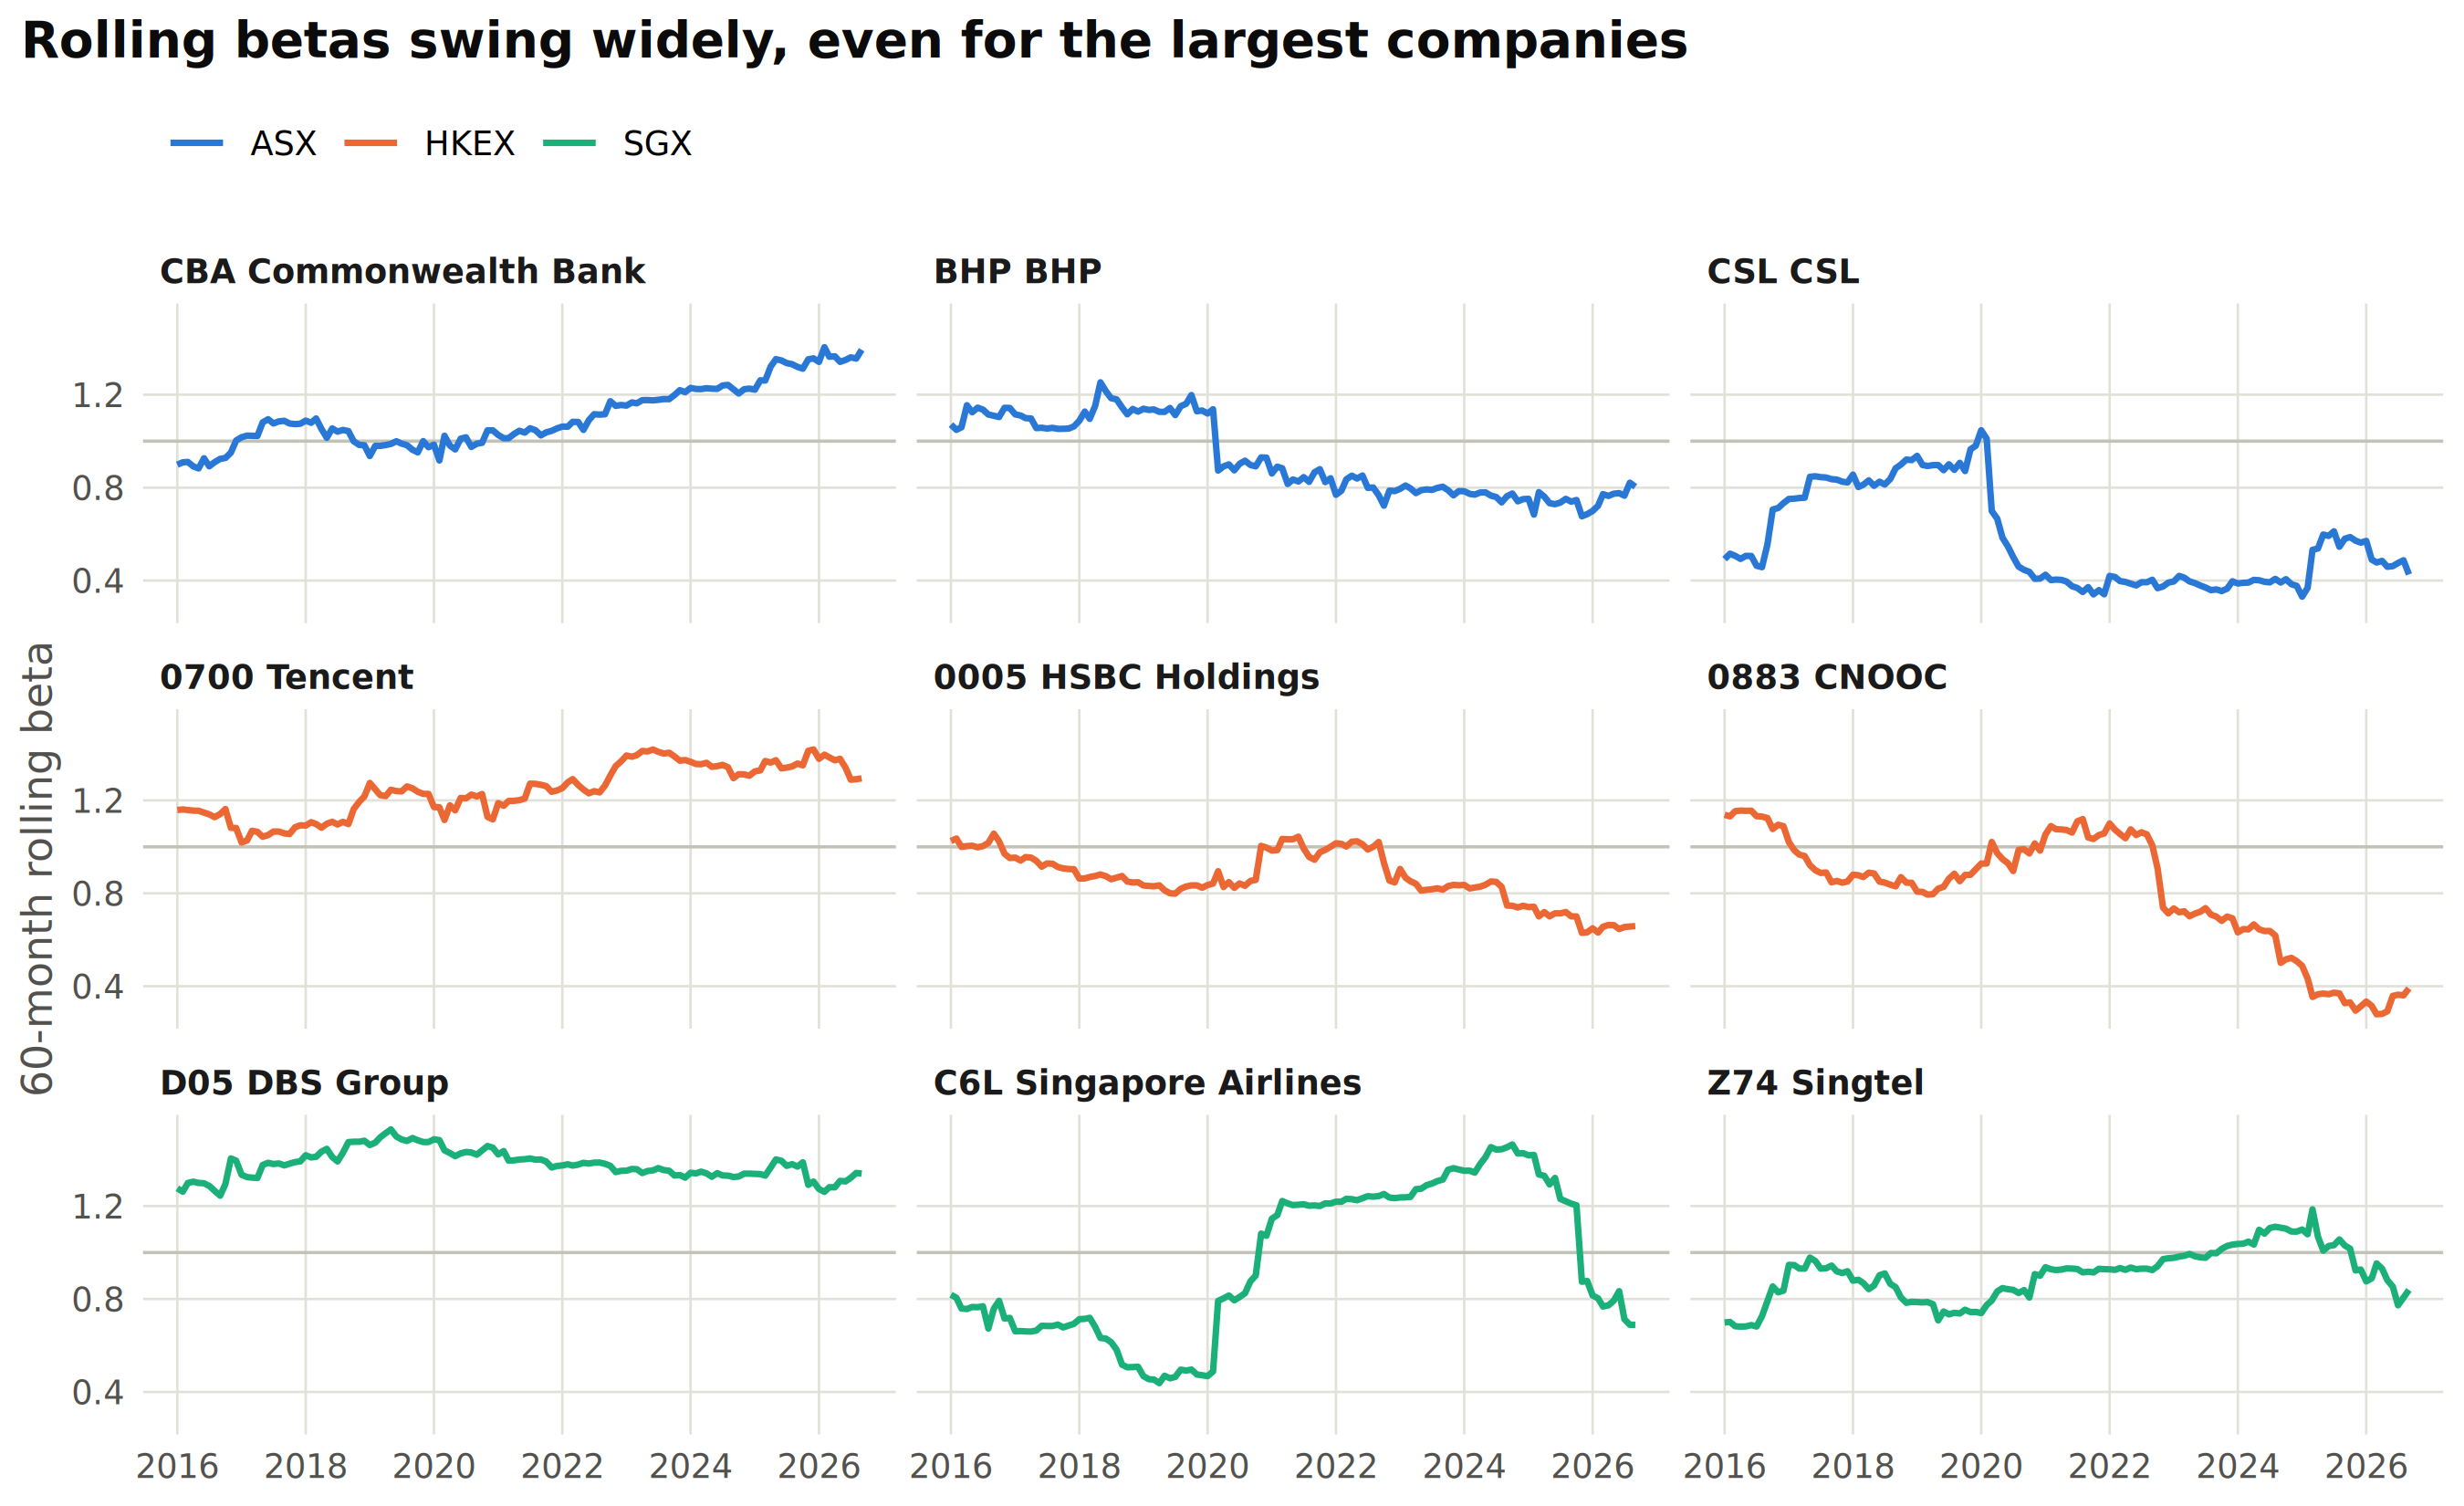 Rolling betas swing widely, even for the largest companies
ASX HKEX SGX
CBA Commonwealth Bank BHP BHP CSL CSL
1.2
0.8
0.4
60-month rolling beta
0700 Tencent 0005 HSBC Holdings 0883 CNOOC
1.2
0.8
0.4
D05 DBS Group C6L Singapore Airlines Z74 Singtel
1.2
0.8
0.4
2016 2018 2020 2022 2024 2026 2016 2018 2020 2022 2024 2026 2016 2018 2020 2022 2024 2026